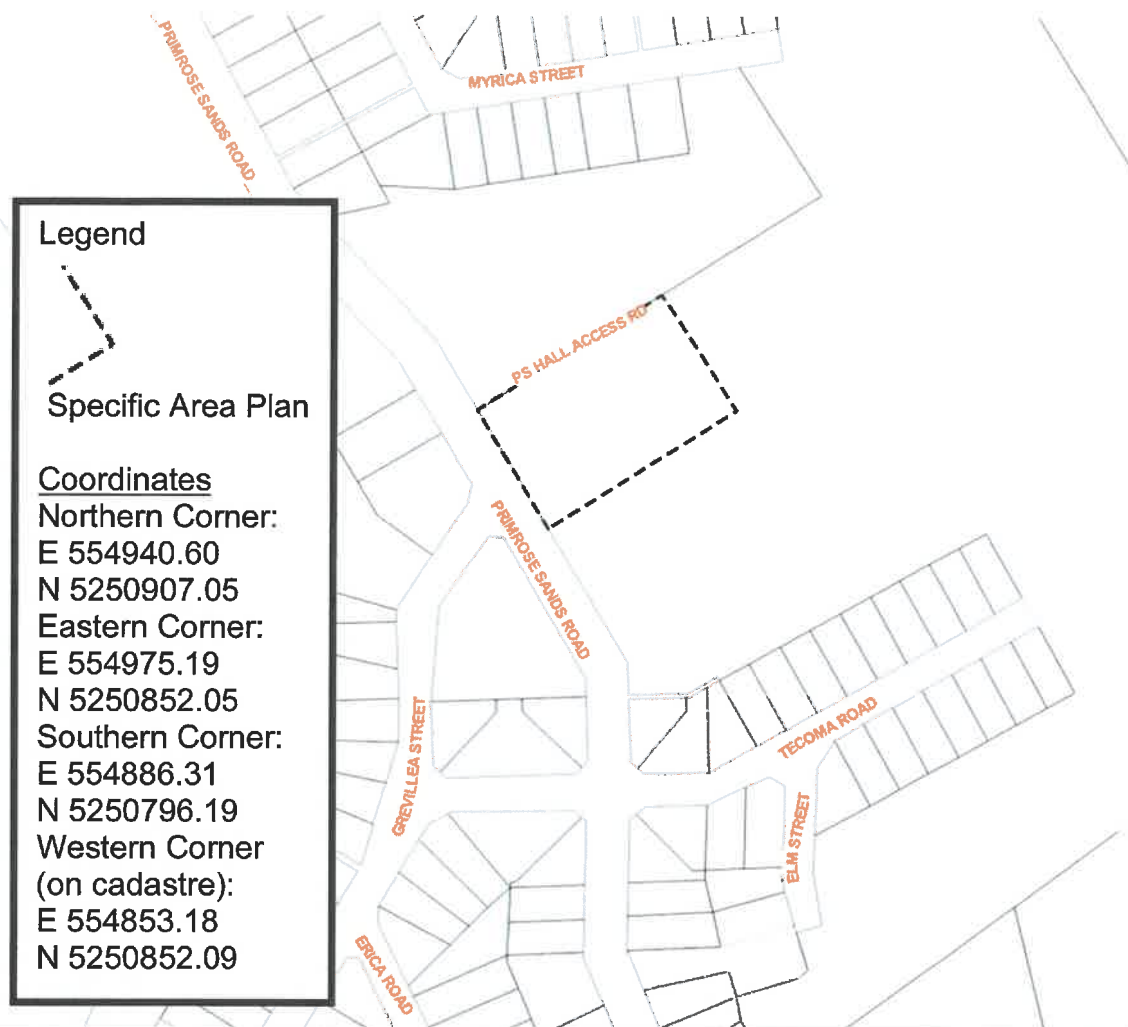 PRIMROSE SANDS ROAD
MYRICA STREET
Legend
Specific Area Plan
Coordinates
Northern Corner:
E 554940.60
N 5250907.05
Eastern Corner:
E 554975.19
N 5250852.05
Southern Corner:
E 554886.31
N 5250796.19
Western Corner
(on cadastre):
E 554853.18
N 5250852.09
PS HALL ACCESS RD
PRIMROSE SANDS ROAD
GREVILLEA STREET
TECOMA ROAD
ELM STREET
ERICA ROAD